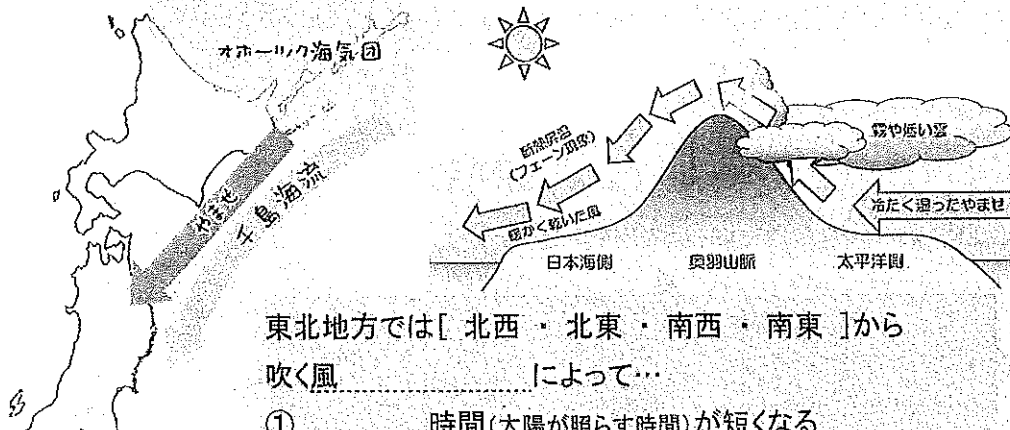 オホーツク海気団
やませ
千島海流
断熱昇温
(フェーン現象)
暖かく乾いた風
霧や低い雲
冷たく湿ったやませ
日本海側
奥羽山脈
太平洋側
東北地方では[ 北西 ・ 北東 ・ 南西 ・ 南東 ]から
吹く風 によって…
① 時間(太陽が照らす時間)が短くなる